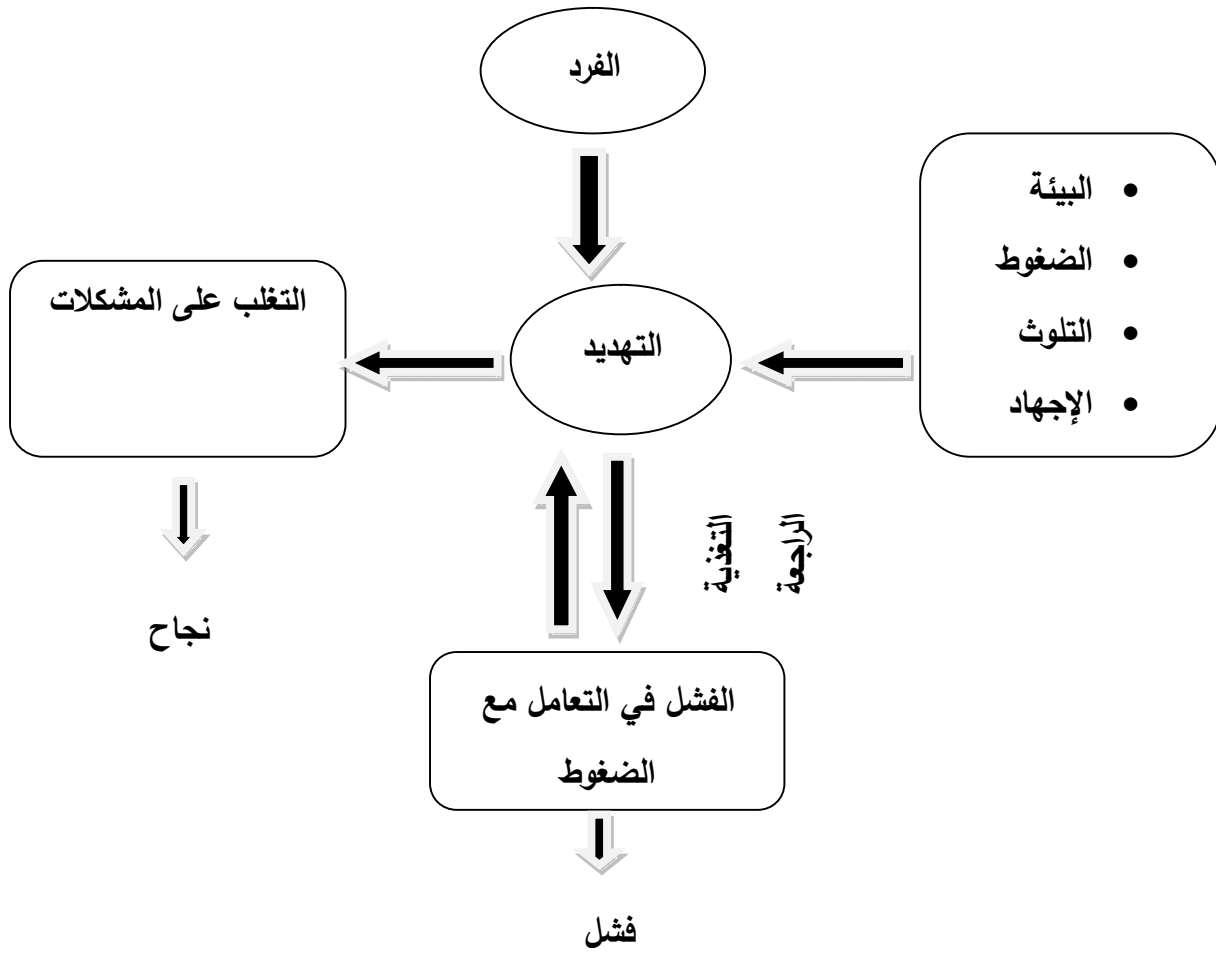 الفرد
البيئة
الضغوط
التلوث
الإجهاد
التهديد
التغلب على المشكلات
نجاح
التغذية
الراجعة
الفشل في التعامل مع
الضغوط
فشل